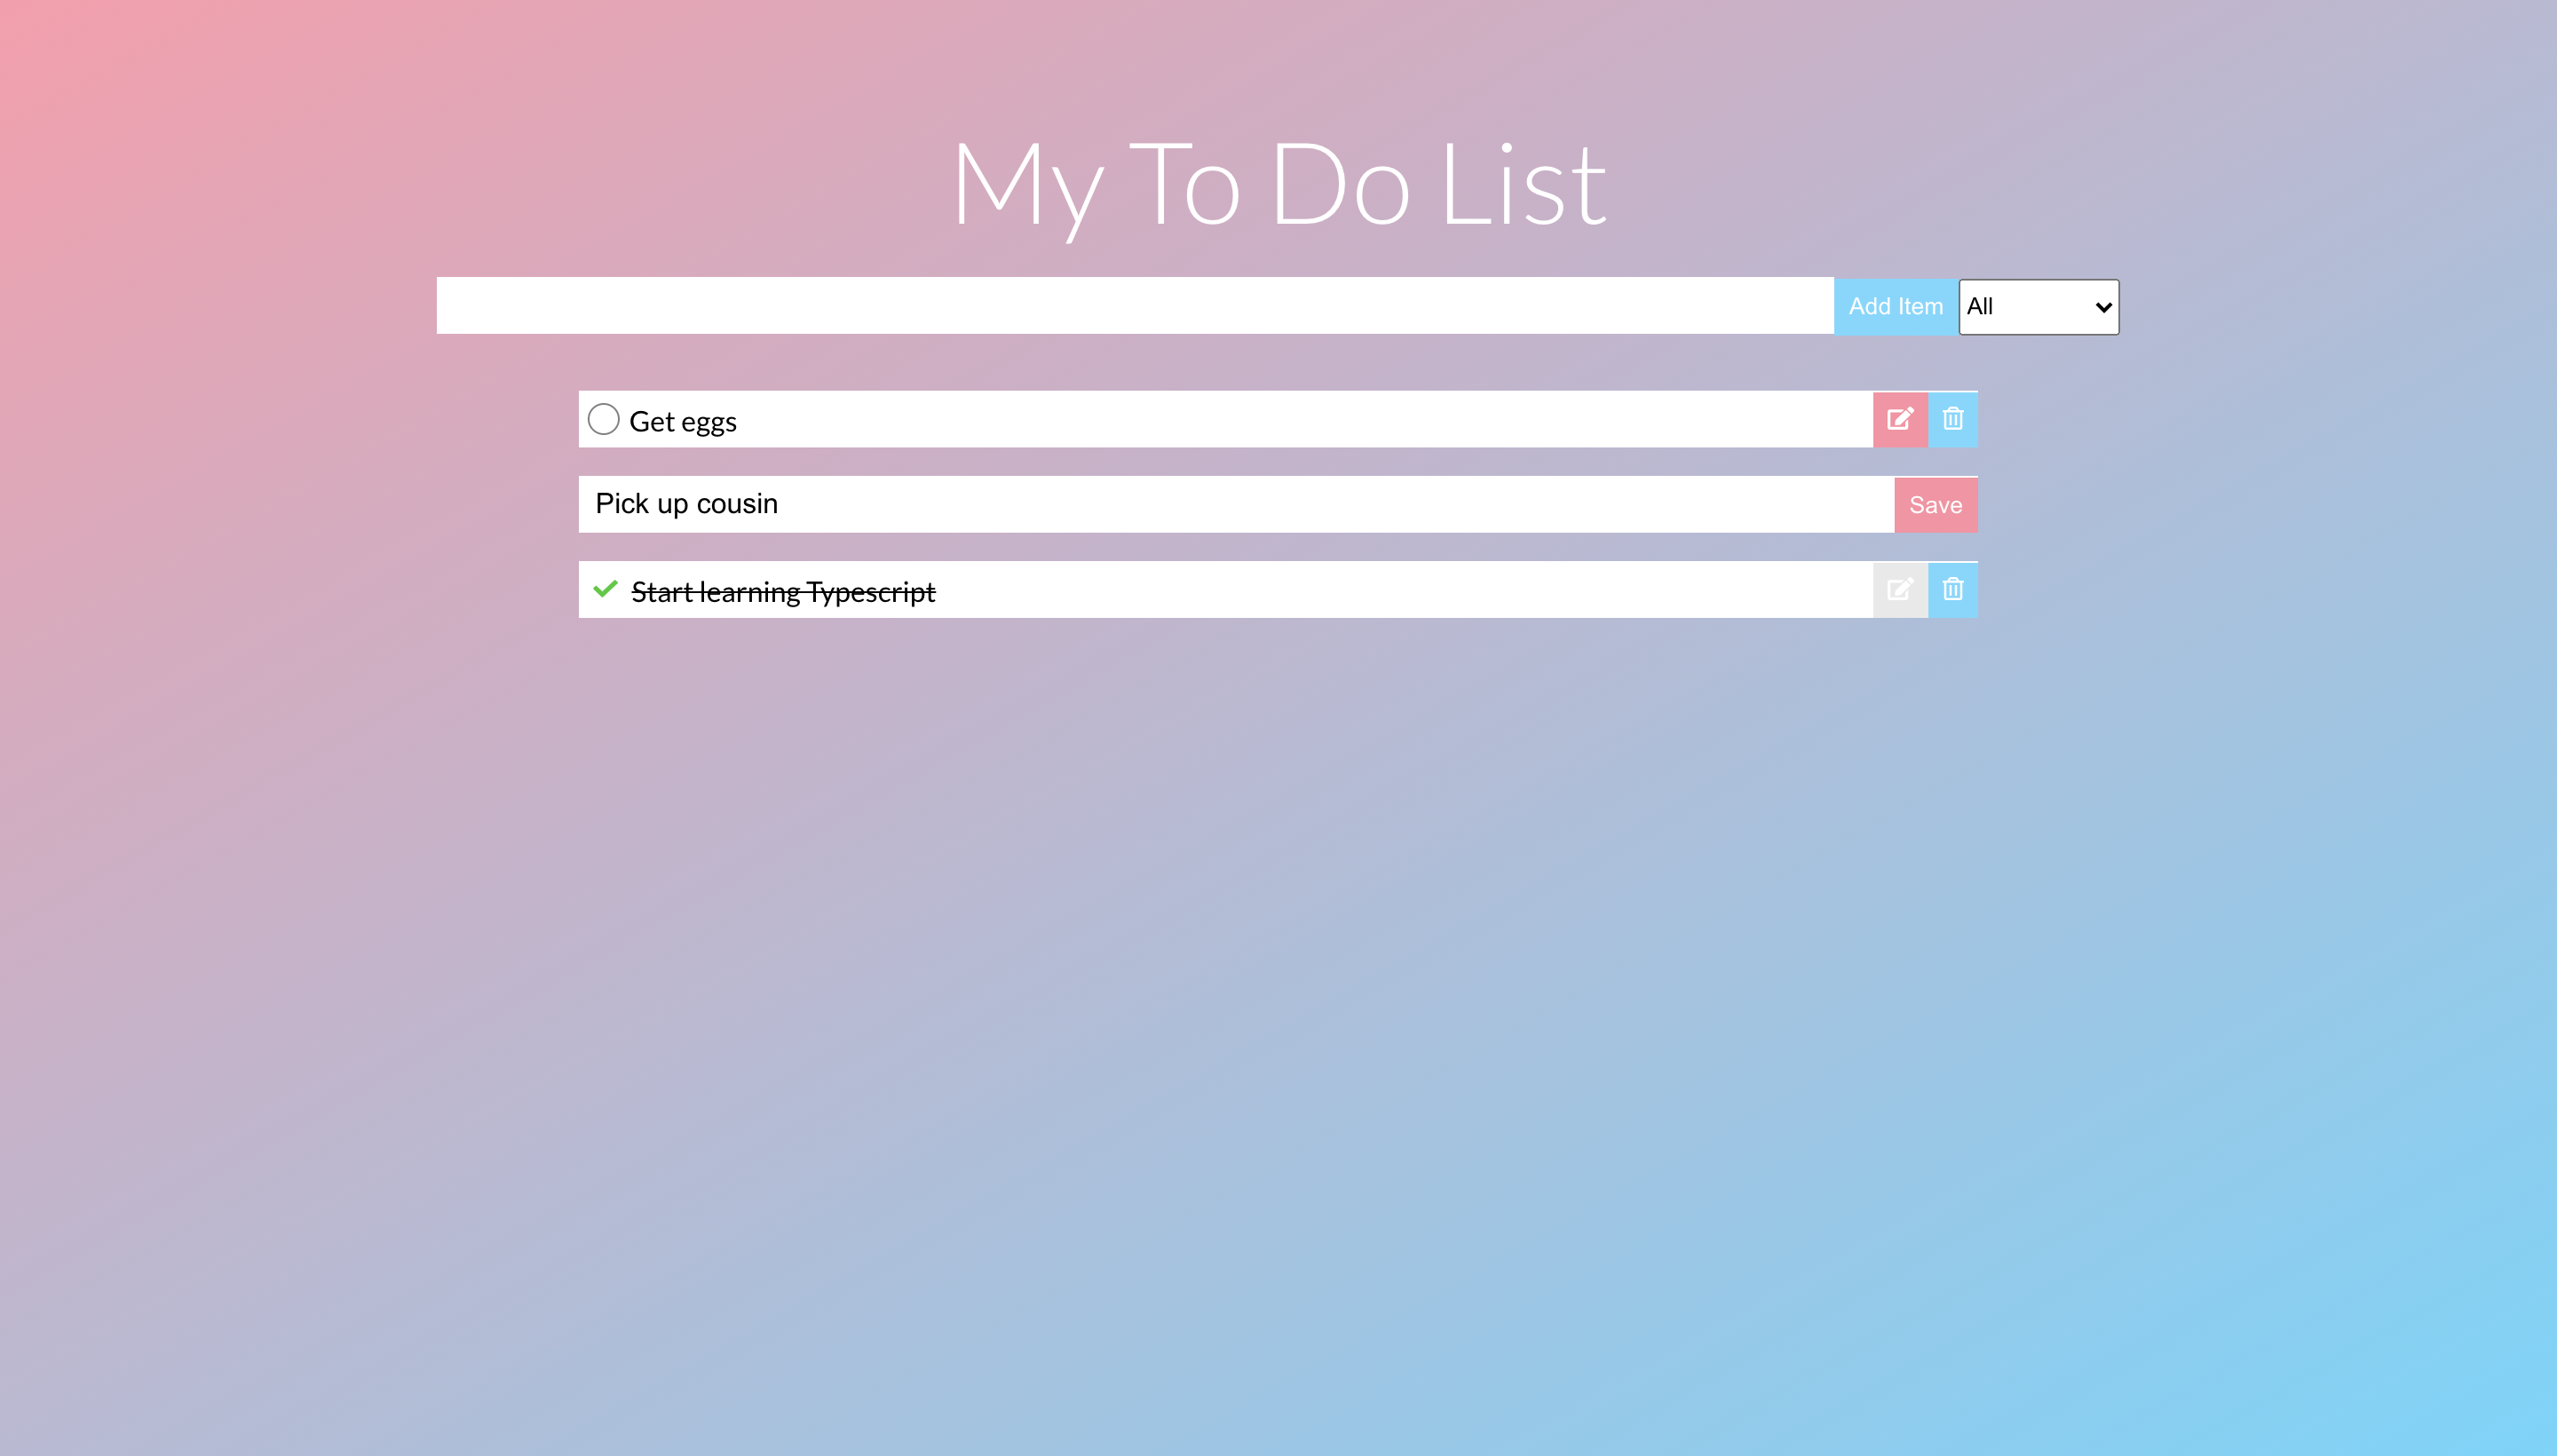 My To Do List
Add Item All
Get eggs
Pick up cousin Save
Start learning Typescript